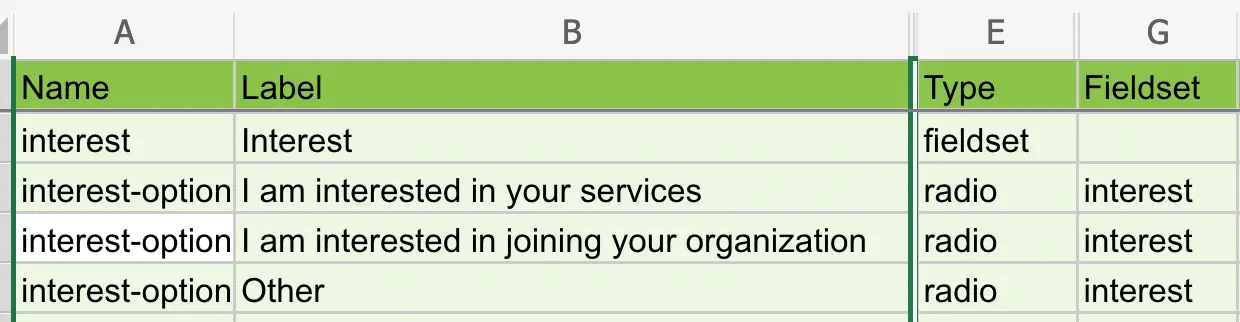 A B E G
Name Label Type Fieldset
interest Interest fieldset
interest-option I am interested in your services radio interest
interest-option I am interested in joining your organization radio interest
interest-option Other radio interest